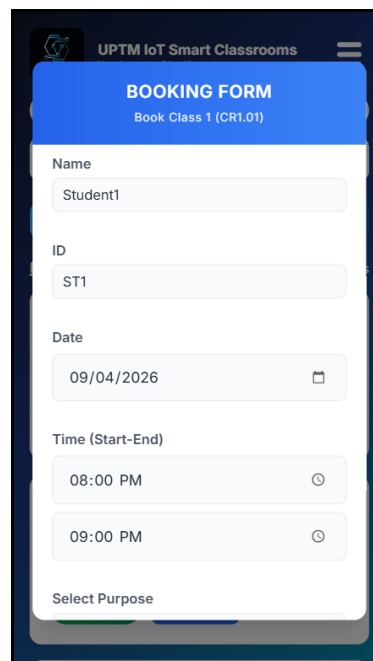 UPTM IoT Smart Classrooms
BOOKING FORM
Book Class 1 (CR1.01)
Name
Student1
ID
ST1
Date
09/04/2026
Time (Start-End)
08:00 PM
09:00 PM
Select Purpose